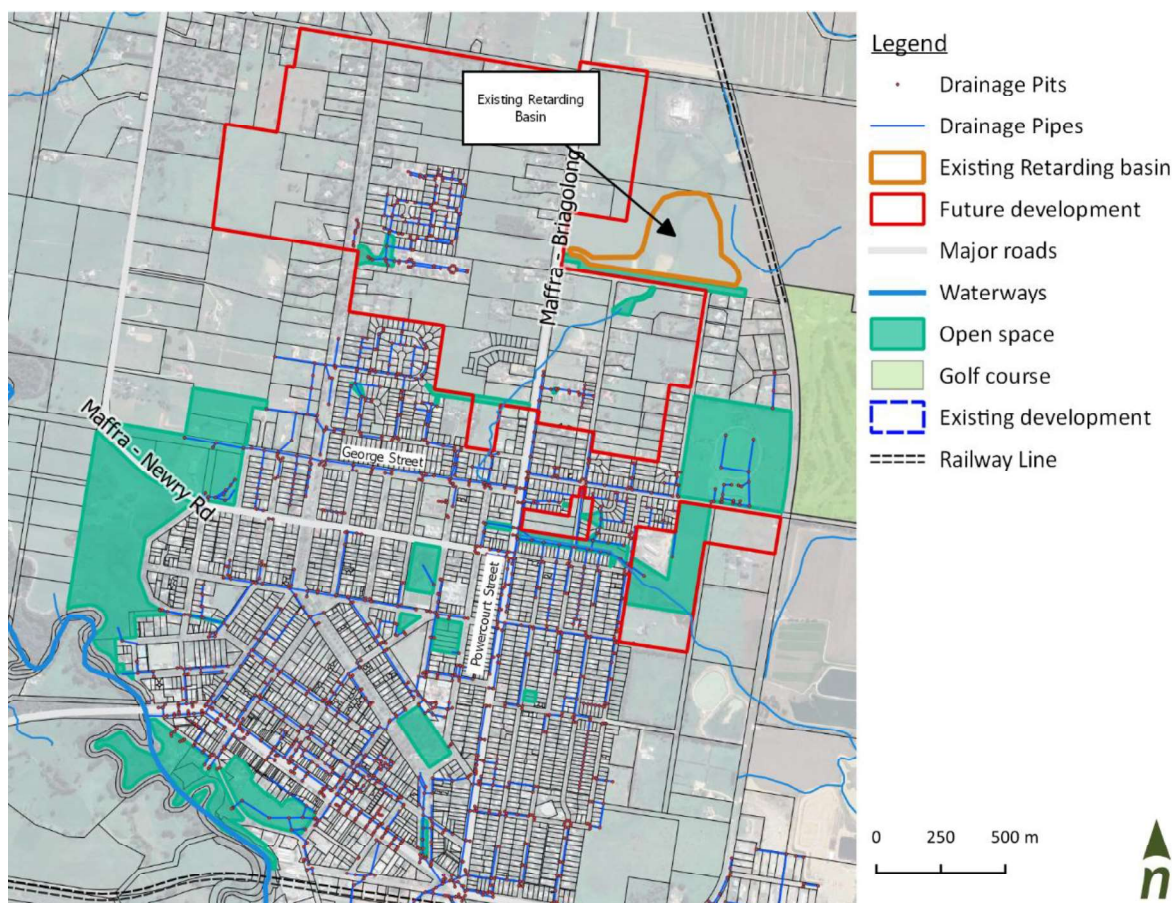 Existing Retarding
Basin
Maffra - Briagolong
Maffra - Newry Rd
George Street
Powercourt Street
Legend
Drainage Pits
Drainage Pipes
Existing Retarding basin
Future development
Major roads
Waterways
Open space
Golf course
Existing development
Railway Line
0 250 500 m
n